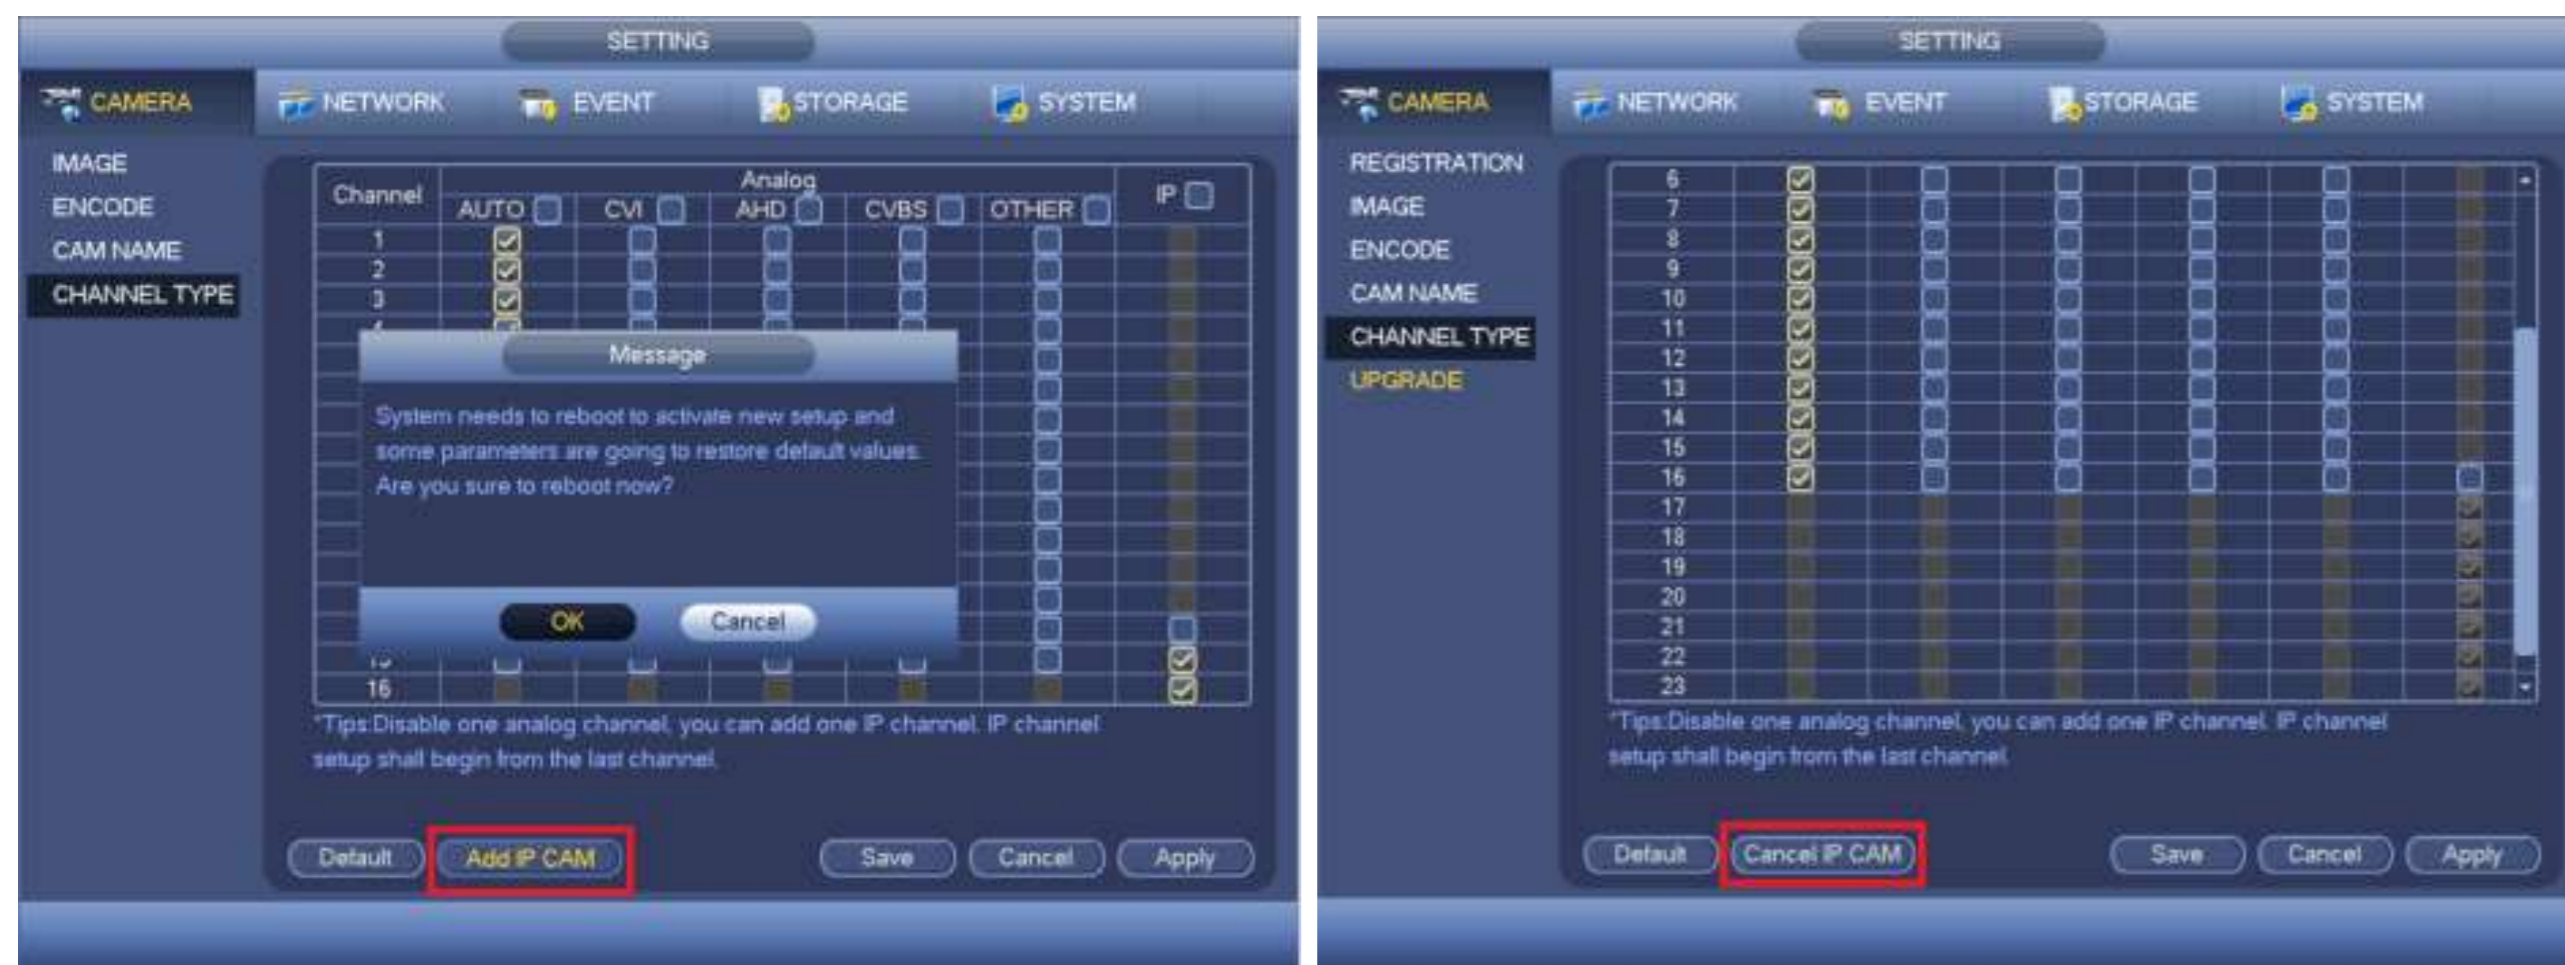 SETTING
CAMERA NETWORK EVENT STORAGE SYSTEM
IMAGE
ENCODE
CAM NAME
CHANNEL TYPE
Channel Analog IP
AUTO CVI AHD CVBS OTHER
1
2
3
Message
System needs to reboot to activate new setup and
some parameters are going to restore default values.
Are you sure to reboot now?
OK Cancel
16
*Tips:Disable one analog channel, you can add one IP channel. IP channel
setup shall begin from the last channel.
Default Add IP CAM Save Cancel Apply
SETTING
CAMERA NETWORK EVENT STORAGE SYSTEM
REGISTRATION
IMAGE
ENCODE
CAM NAME
CHANNEL TYPE
UPGRADE
6
7
8
9
10
11
12
13
14
15
16
17
18
19
20
21
22
23
*Tips:Disable one analog channel, you can add one IP channel. IP channel
setup shall begin from the last channel.
Default Cancel IP CAM Save Cancel Apply